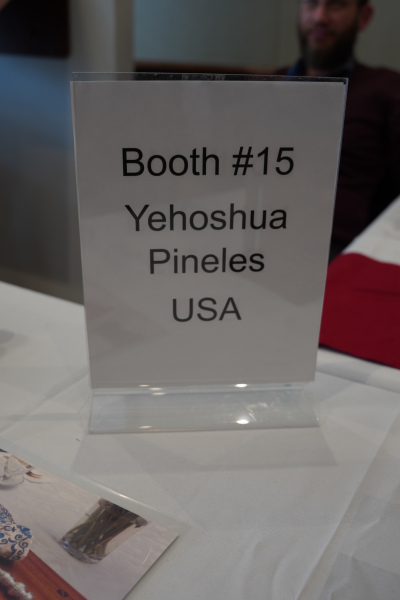 Booth #15
Yehoshua
Pineles
USA